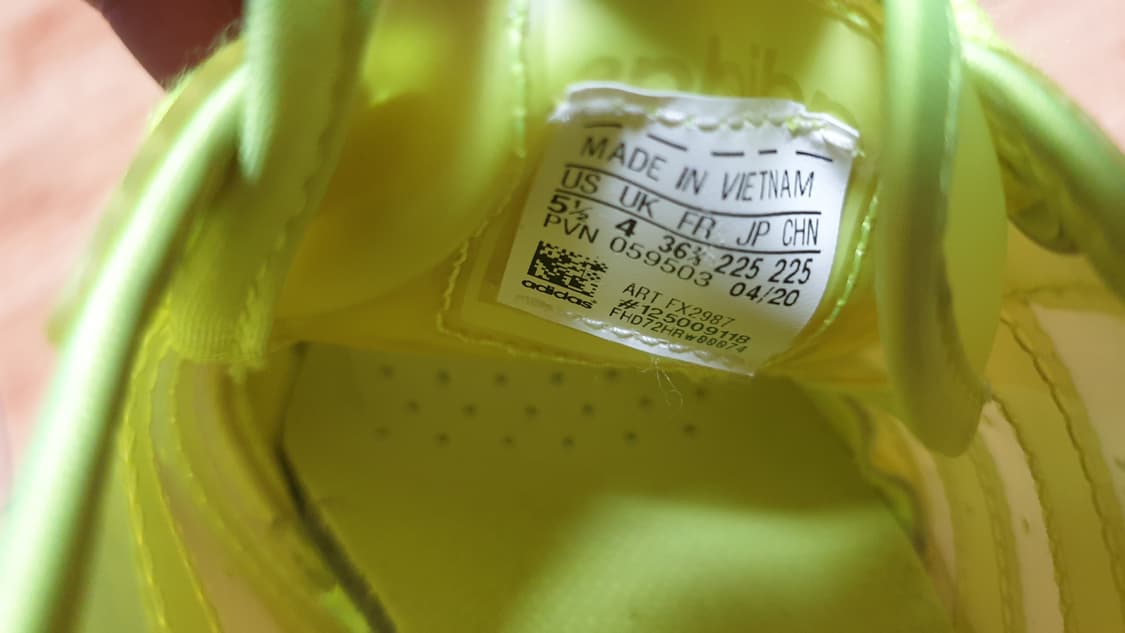 MADE IN VIETNAM
US UK FR JP CHN
5½ 4 36⅔ 225 225
PVN 059503 04/20
adidas
ART FX2987
#125009118
FHD72HRW00074